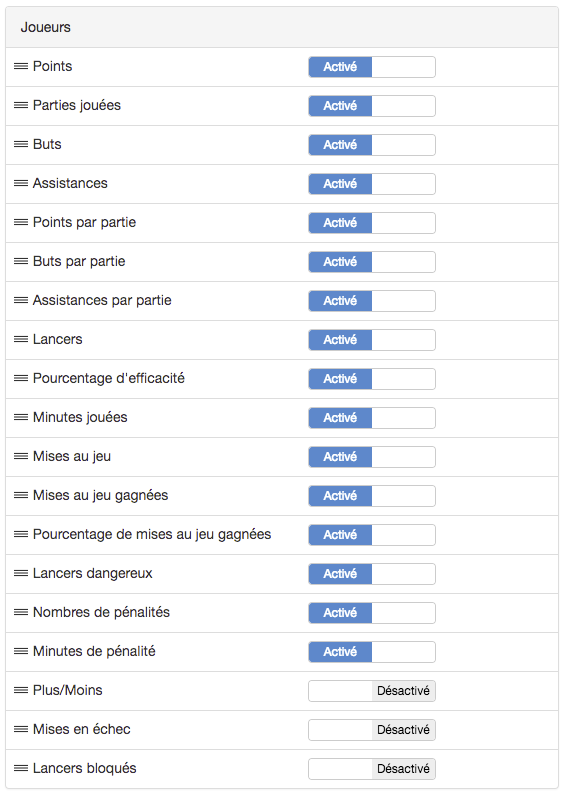 Joueurs
Points Activé
Parties jouées Activé
Buts Activé
Assistances Activé
Points par partie Activé
Buts par partie Activé
Assistances par partie Activé
Lancers Activé
Pourcentage d'efficacité Activé
Minutes jouées Activé
Mises au jeu Activé
Mises au jeu gagnées Activé
Pourcentage de mises au jeu gagnées Activé
Lancers dangereux Activé
Nombres de pénalités Activé
Minutes de pénalité Activé
Plus/Moins Désactivé
Mises en échec Désactivé
Lancers bloqués Désactivé